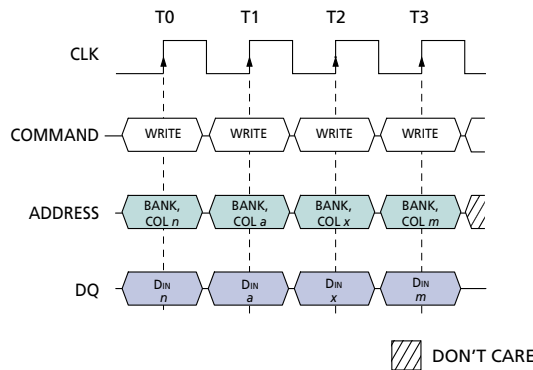 T0 T1 T2 T3
CLK
COMMAND WRITE WRITE WRITE WRITE
BANK, BANK, BANK, BANK,
ADDRESS COL n COL a COL x COL m
DIN DIN DIN DIN
DQ n a x m
DON'T CARE